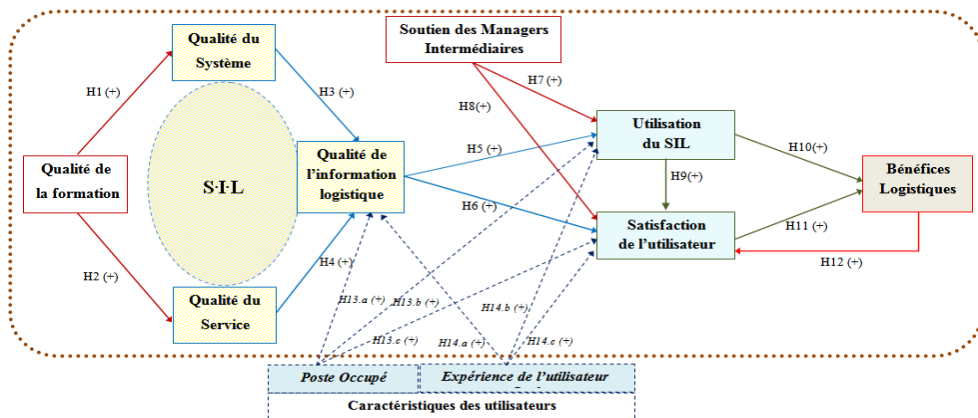 Soutien des Managers
Intermédiaires
Qualité du
Système
H1 (+)
H3 (+)
H7 (+)
H8(+)
Utilisation
du SIL
Qualité de
la formation
S·I·L
Qualité de
l’information
logistique
H5 (+)
H6 (+)
H9(+)
H10(+)
Bénéfices
Logistiques
Satisfaction
de l’utilisateur
H11 (+)
H12 (+)
H2 (+)
H4 (+)
Qualité du
Service
H13.a (+)
H13.b (+)
H14.b (+)
H13.c (+)
H14.a (+)
H14.c (+)
Poste Occupé
Expérience de l’utilisateur
Caractéristiques des utilisateurs